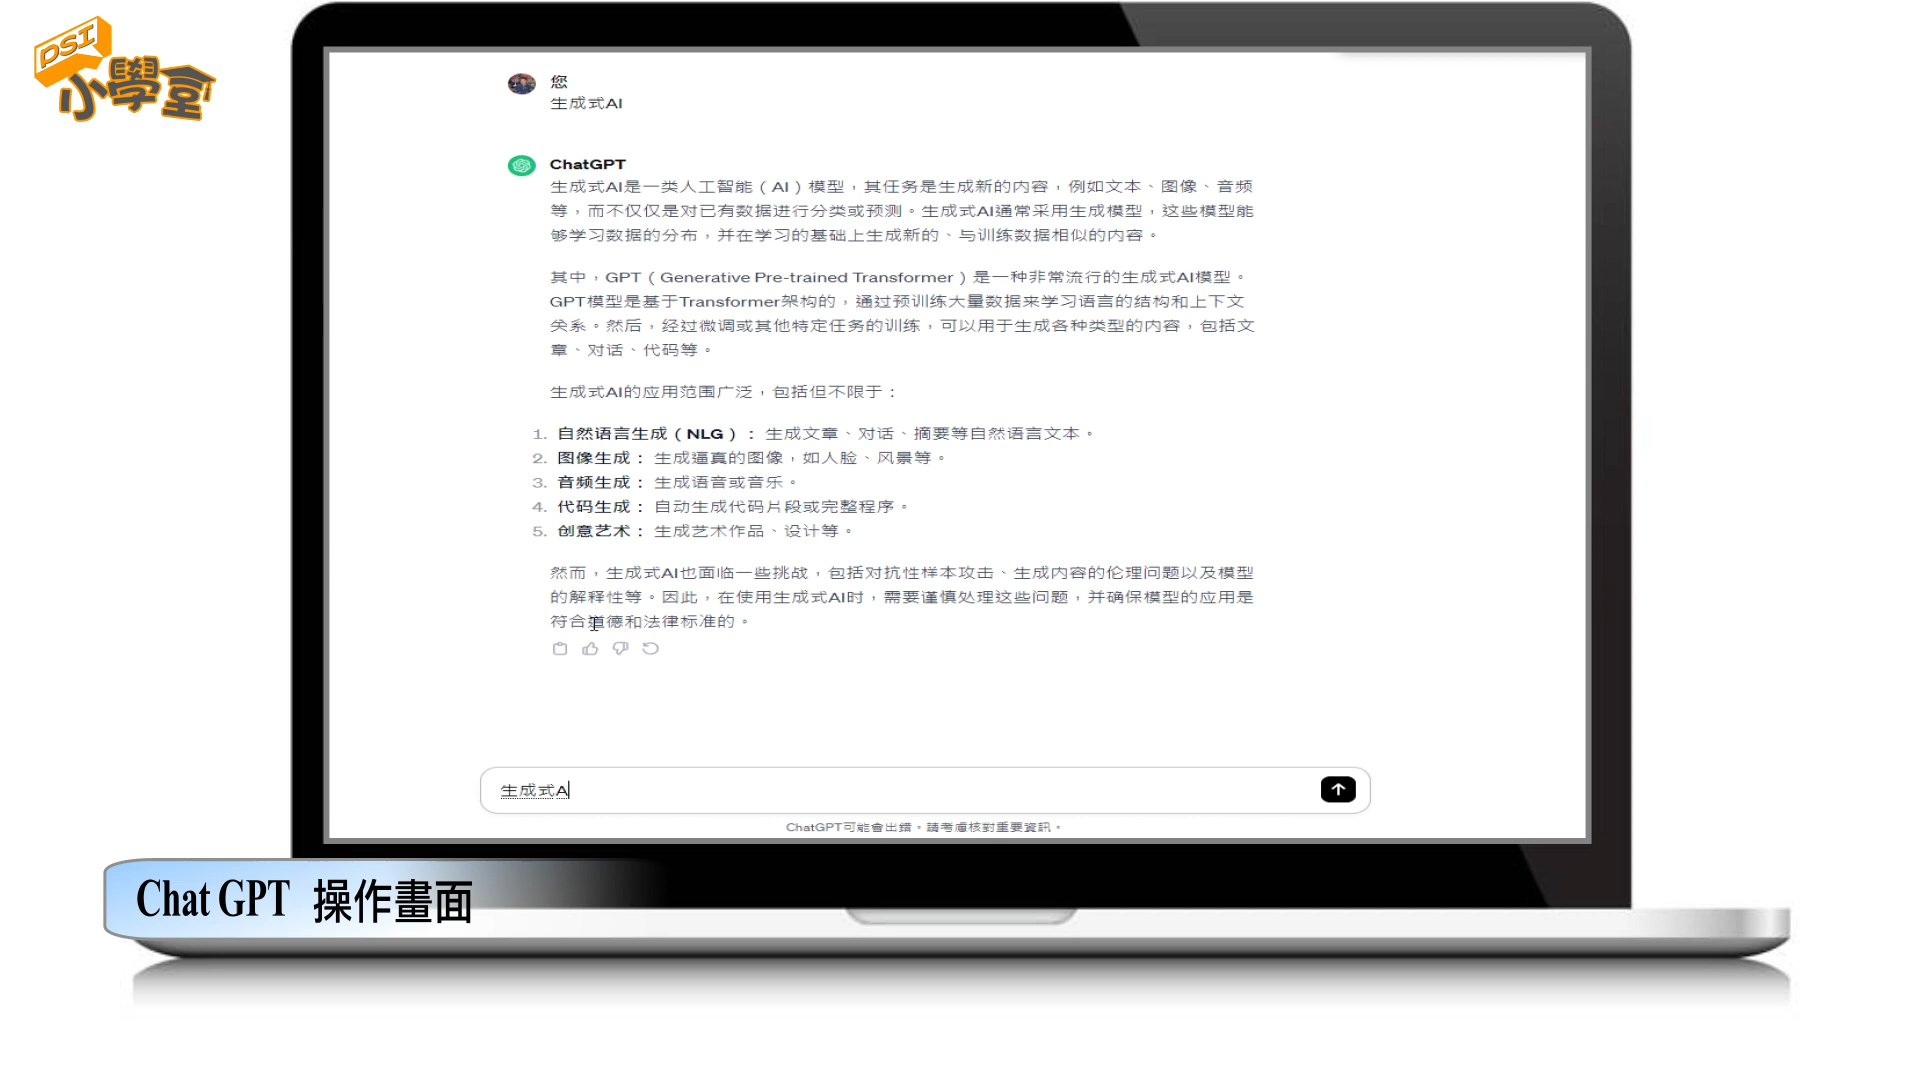 PSI
小學堂
您
生成式AI
ChatGPT
生成式AI是一类人工智能（AI）模型，其任务是生成新的内容，例如文本、图像、音频
等，而不仅仅是对已有数据进行分类或预测。生成式AI通常采用生成模型，这些模型能
够学习数据的分布，并在学习的基础上生成新的、与训练数据相似的内容。
其中，GPT（Generative Pre-trained Transformer）是一种非常流行的生成式AI模型。
GPT模型是基于Transformer架构的，通过预训练大量数据来学习语言的结构和上下文
关系。然后，经过微调或其他特定任务的训练，可以用于生成各种类型的内容，包括文
章、对话、代码等。
生成式AI的应用范围广泛，包括但不限于：
1. 自然语言生成（NLG）： 生成文章、对话、摘要等自然语言文本。
2. 图像生成： 生成逼真的图像，如人脸、风景等。
3. 音频生成： 生成语音或音乐。
4. 代码生成： 自动生成代码片段或完整程序。
5. 创意艺术： 生成艺术作品、设计等。
然而，生成式AI也面临一些挑战，包括对抗性样本攻击、生成内容的伦理问题以及模型
的解释性等。因此，在使用生成式AI时，需要谨慎处理这些问题，并确保模型的应用是
符合道德和法律标准的。
生成式A
ChatGPT可能會出錯。請考慮核對重要資訊。
Chat GPT 操作畫面